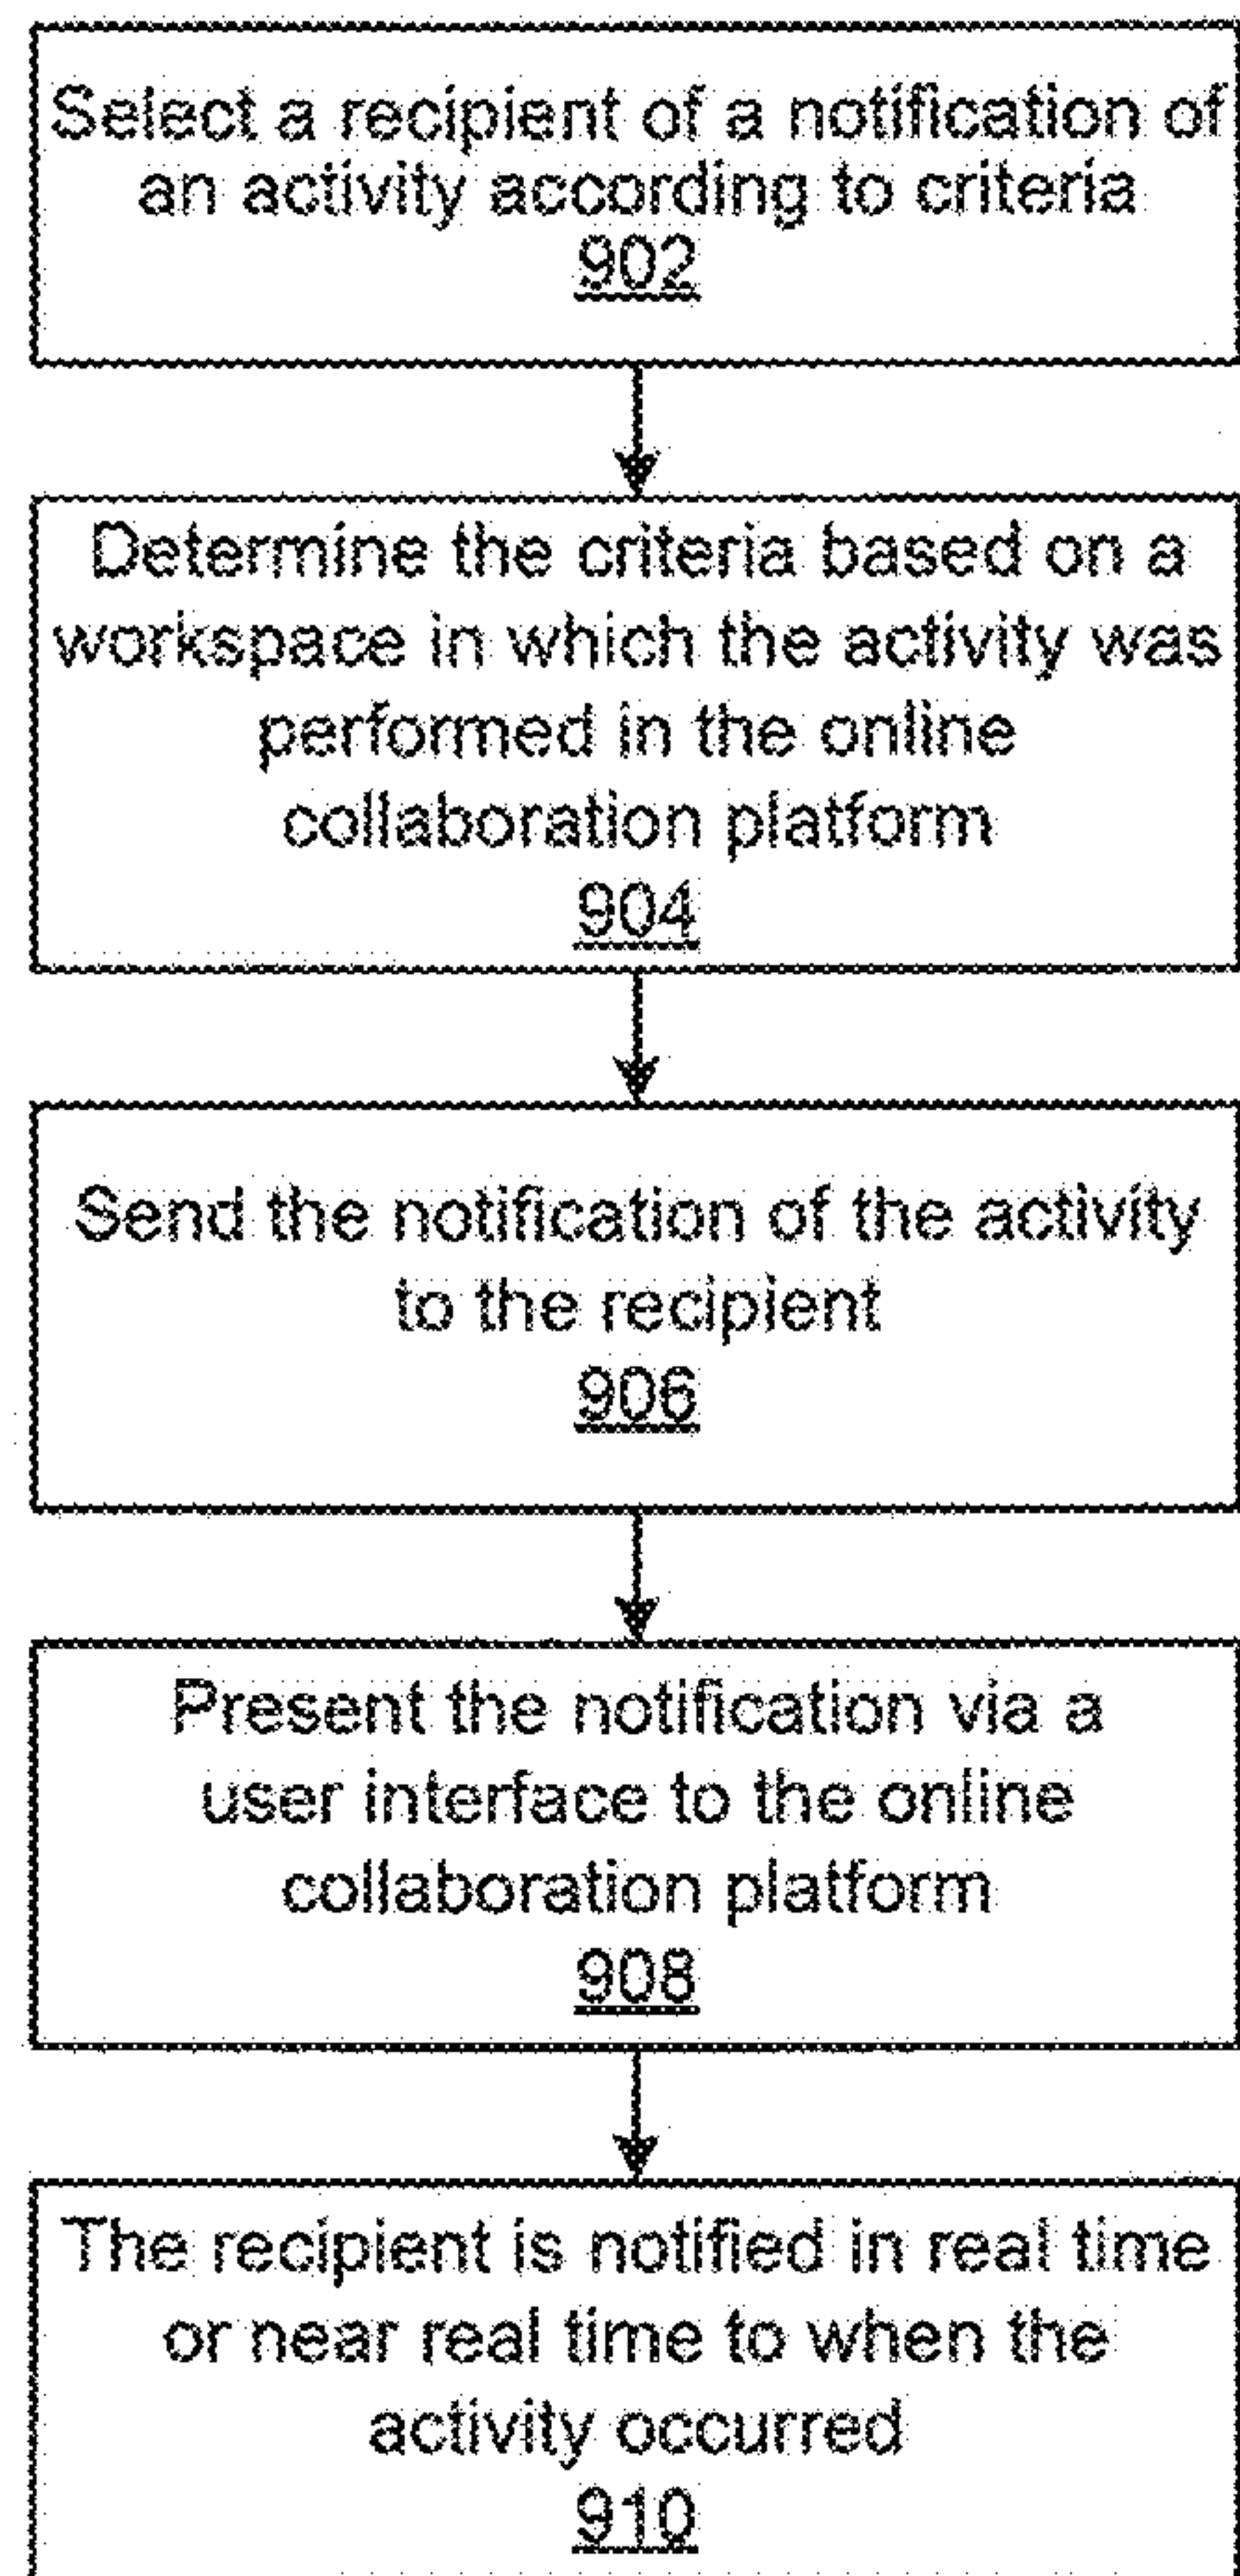 Select a recipient of a notification of
an activity according to criteria
902
Determine the criteria based on a
workspace in which the activity was
performed in the online
collaboration platform
904
Send the notification of the activity
to the recipient
906
Present the notification via a
user interface to the online
collaboration platform
908
The recipient is notified in real time
or near real time to when the
activity occurred
910